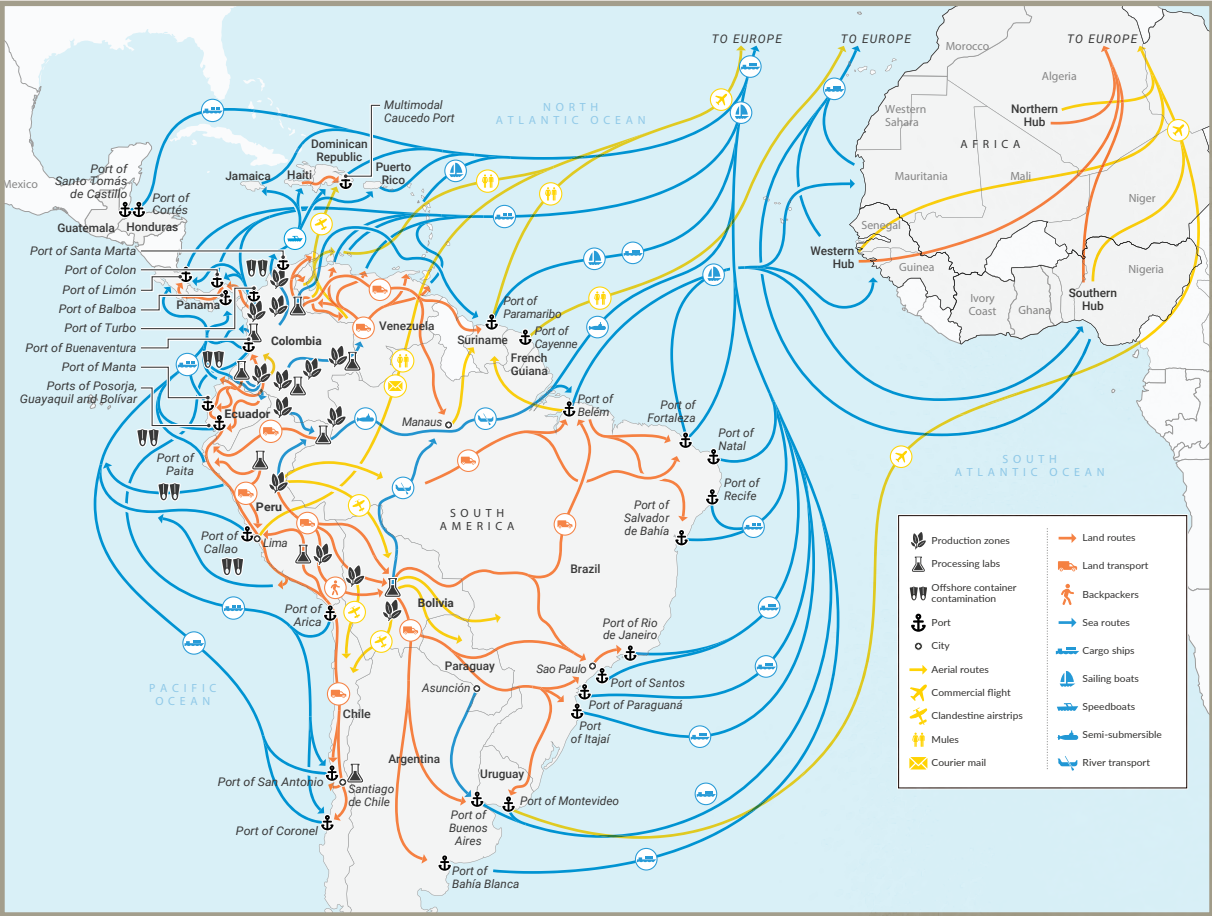 TO EUROPE
TO EUROPE
TO EUROPE
Morocco
Algeria
Northern
Hub
Western
Sahara
AFRICA
Mauritania
Mali
Niger
Senegal
Western
Hub
Guinea
Nigeria
Southern
Hub
Ivory
Coast
Ghana
NORTH
ATLANTIC OCEAN
Multimodal
Caucedo Port
Dominican
Republic
Jamaica
Haiti
Puerto
Rico
Mexico
Port of
Santo Tomás
de Castillo
Port of
Cortés
Guatemala
Honduras
Port of Santa Marta
Port of Colon
Port of Limón
Panama
Port of Balboa
Port of Turbo
Port of Buenaventura
Port of Manta
Ports of Posorja,
Guayaquil and Bolívar
Colombia
Venezuela
Port of
Paramaribo
Suriname
Port of
Cayenne
French
Guiana
Ecuador
Manaus
Port of
Belém
Port of
Fortaleza
Port of
Natal
Port of
Recife
Port of
Salvador
de Bahía
Port of
Paita
Peru
SOUTH
AMERICA
Port of
Callao
Lima
Brazil
Port of
Arica
Bolivia
Port of Rio
de Janeiro
Paraguay
Sao Paulo
Port of Santos
Asunción
Port of Paraguaná
Port
of Itajaí
PACIFIC
OCEAN
Chile
Argentina
Uruguay
Port of San Antonio
Santiago
de Chile
Port of Coronel
Port of
Buenos
Aires
Port of Montevideo
Port of
Bahía Blanca
SOUTH
ATLANTIC OCEAN
Production zones
Processing labs
Offshore container
contamination
Port
City
Aerial routes
Commercial flight
Clandestine airstrips
Mules
Courier mail
Land routes
Land transport
Backpackers
Sea routes
Cargo ships
Sailing boats
Speedboats
Semi-submersible
River transport